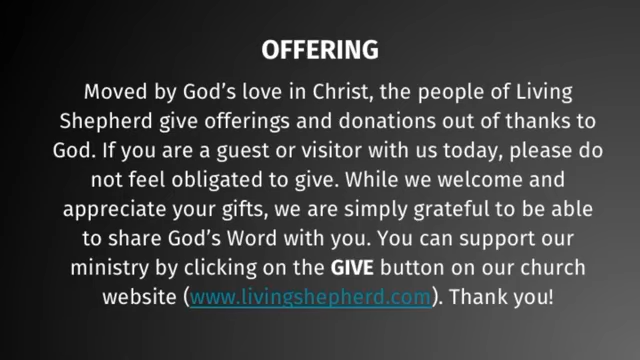 OFFERING
Moved by God's love in Christ, the people of Living
Shepherd give offerings and donations out of thanks to
God. If you are a guest or visitor with us today, please do
not feel obligated to give. While we welcome and
appreciate your gifts, we are simply grateful to be able
to share God's Word with you. You can support our
ministry by clicking on the GIVE button on our church
website (www.livingshepherd.com). Thank you!